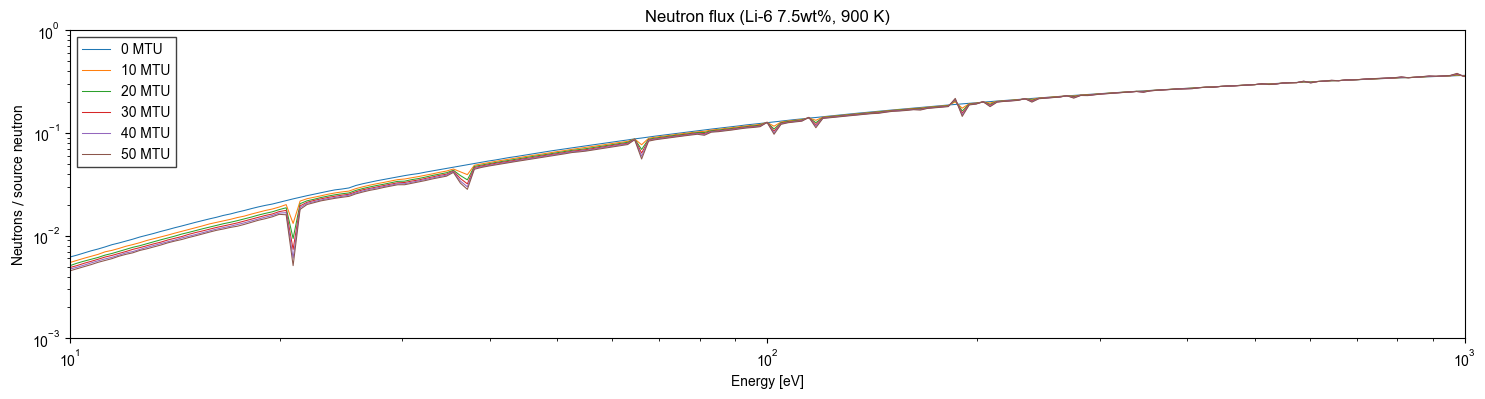 Neutron flux (Li-6 7.5wt%, 900 K)
10⁰
10⁻¹
10⁻²
10⁻³
Neutrons / source neutron
0 MTU
10 MTU
20 MTU
30 MTU
40 MTU
50 MTU
10¹
10²
10³
Energy [eV]